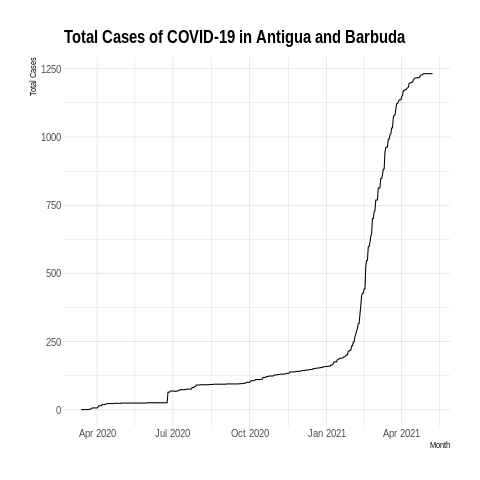 Total Cases of COVID-19 in Antigua and Barbuda
Total Cases
1250
1000
750
500
250
0
Apr 2020 Jul 2020 Oct 2020 Jan 2021 Apr 2021
Month